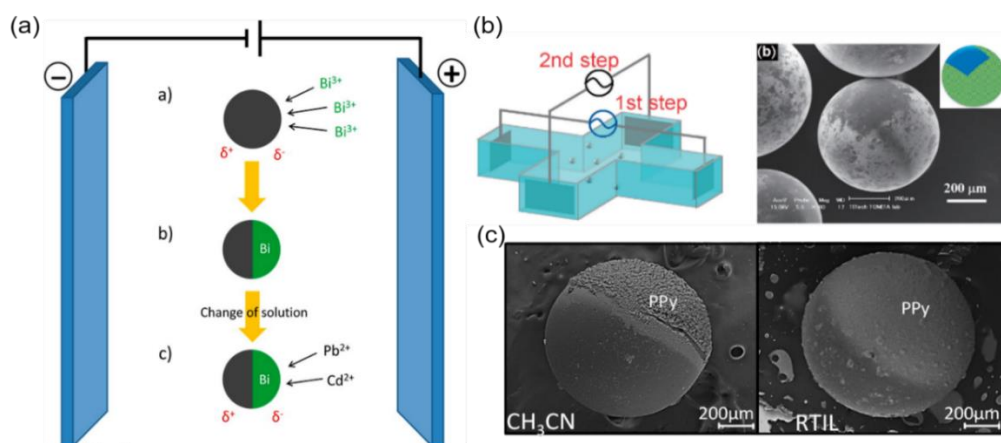 (a)
−
+
a)
Bi³⁺
Bi³⁺
Bi³⁺
δ⁺ δ⁻
b)
Bi
Change of solution
c)
Bi
Pb²⁺
Cd²⁺
δ⁺ δ⁻
(b)
2nd step
1st step
(b)
200 μm
(c)
PPy
CH₃CN
200μm
PPy
RTIL
200μm